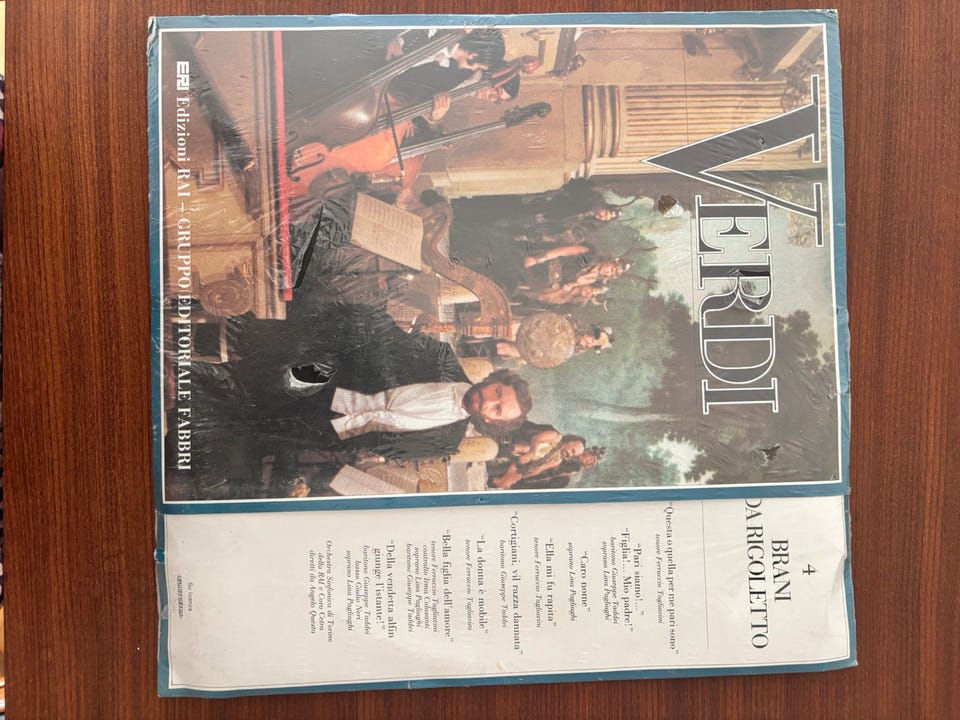 VERDI
ERI Edizioni RAI - GRUPPO EDITORIALE FABBRI
4
BRANI
DA RIGOLETTO
"Questa o quella per me pari sono"
tenore Ferruccio Tagliavini
"Pari siamo!..."
"Figlia!... Mio padre!"
baritono Giuseppe Taddei
soprano Lina Pagliughi
"Caro nome"
soprano Lina Pagliughi
"Ella mi fu rapita"
tenore Ferruccio Tagliavini
"Cortigiani, vil razza dannata"
baritono Giuseppe Taddei
"La donna è mobile"
tenore Ferruccio Tagliavini
"Bella figlia dell'amore"
tenore Ferruccio Tagliavini
contralto Irma Colasanti
soprano Lina Pagliughi
baritono Giuseppe Taddei
"Della vendetta alfin
giunge l'istante!"
baritono Giuseppe Taddei
basso Giulio Neri
soprano Lina Pagliughi
Orchestra Sinfonica di Torino
della RAI e Coro Cetra
diretti da Angelo Questa
Su licenza